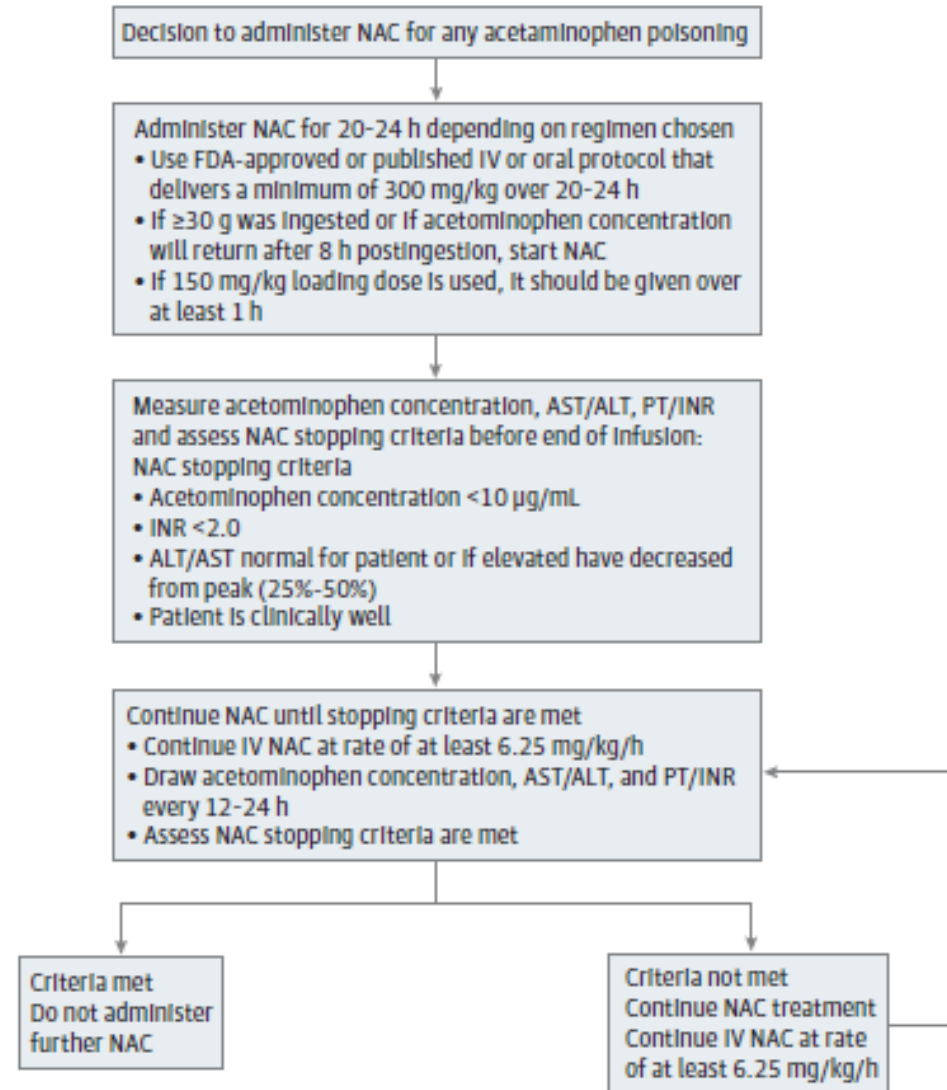 Decision to administer NAC for any acetaminophen poisoning
Administer NAC for 20-24 h depending on regimen chosen
• Use FDA-approved or published IV or oral protocol that
delivers a minimum of 300 mg/kg over 20-24 h
• If ≥30 g was ingested or if acetominophen concentration
will return after 8 h postingestion, start NAC
• If 150 mg/kg loading dose is used, it should be given over
at least 1 h
Measure acetominophen concentration, AST/ALT, PT/INR
and assess NAC stopping criteria before end of infusion:
NAC stopping criteria
• Acetominophen concentration <10 µg/mL
• INR <2.0
• ALT/AST normal for patient or if elevated have decreased
from peak (25%-50%)
• Patient is clinically well
Continue NAC until stopping criteria are met
• Continue IV NAC at rate of at least 6.25 mg/kg/h
• Draw acetominophen concentration, AST/ALT, and PT/INR
every 12-24 h
• Assess NAC stopping criteria are met
Criteria met
Do not administer
further NAC
Criteria not met
Continue NAC treatment
Continue IV NAC at rate
of at least 6.25 mg/kg/h